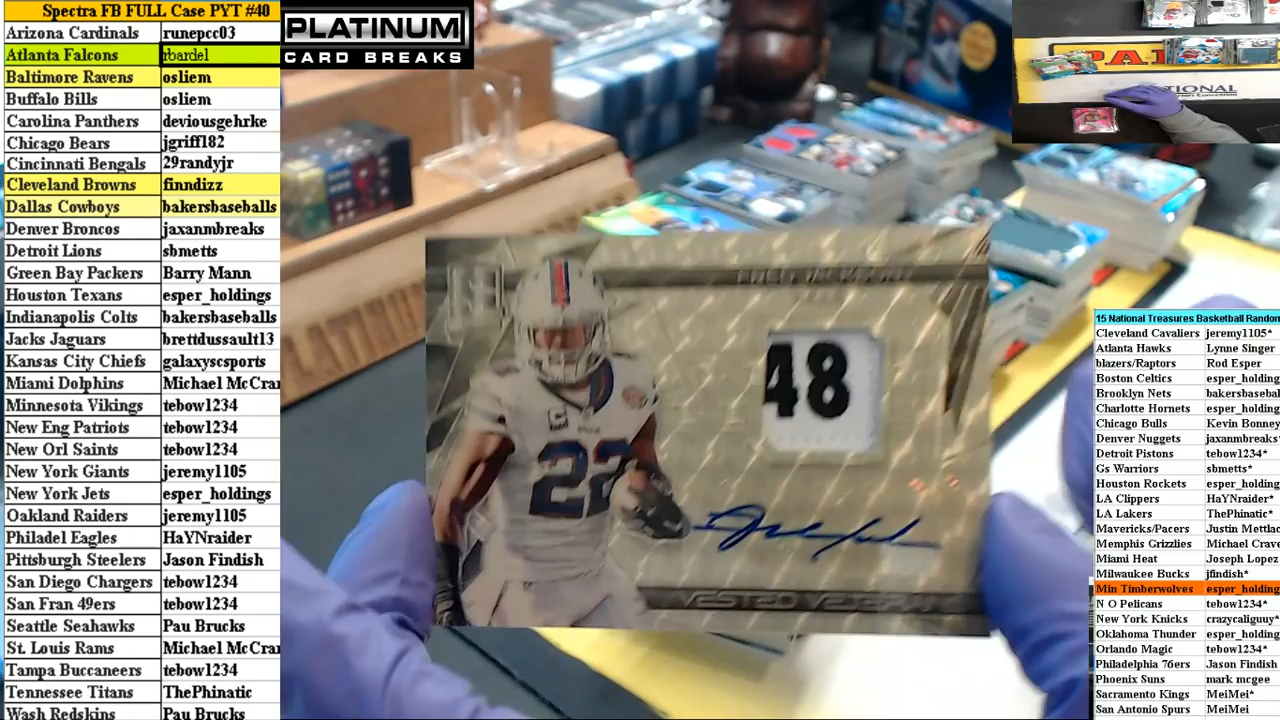 Spectra FB FULL Case PYT #40
Arizona Cardinals runepcc03
Atlanta Falcons rbardel
Baltimore Ravens osliem
Buffalo Bills osliem
Carolina Panthers deviousgehrke
Chicago Bears jgriff182
Cincinnati Bengals 29randyjr
Cleveland Browns finndizz
Dallas Cowboys bakersbaseballs
Denver Broncos jaxanmbreaks
Detroit Lions sbmetts
Green Bay Packers Barry Mann
Houston Texans esper_holdings
Indianapolis Colts bakersbaseballs
Jacks Jaguars brettdussault13
Kansas City Chiefs galaxyscsports
Miami Dolphins Michael McCra
Minnesota Vikings tebow1234
New Eng Patriots tebow1234
New Orl Saints tebow1234
New York Giants jeremy1105
New York Jets esper_holdings
Oakland Raiders jeremy1105
Philadel Eagles HaYNraider
Pittsburgh Steelers Jason Findish
San Diego Chargers tebow1234
San Fran 49ers tebow1234
Seattle Seahawks Pau Brucks
St. Louis Rams Michael McCra
Tampa Buccaneers tebow1234
Tennessee Titans ThePhinatic
Wash Redskins Pau Brucks
PLATINUM
CARD BREAKS
48
22
15 National Treasures Basketball Random
Cleveland Cavaliers jeremy1105*
Atlanta Hawks Lynne Singer
blazers/Raptors Rod Esper
Boston Celtics esper_holding
Brooklyn Nets bakersbasebal
Charlotte Hornets esper_holding
Chicago Bulls Kevin Bonney
Denver Nuggets jaxanmbreaks
Detroit Pistons tebow1234*
Gs Warriors sbmetts*
Houston Rockets esper_holding
LA Clippers HaYNraider*
LA Lakers ThePhinatic*
Mavericks/Pacers Justin Mettlac
Memphis Grizzlies Michael Crave
Miami Heat Joseph Lopez
Milwaukee Bucks jfindish*
Min Timberwolves esper_holding
N O Pelicans tebow1234*
New York Knicks crazycaliguuy*
Oklahoma Thunder esper_holding
Orlando Magic tebow1234*
Philadelphia 76ers Jason Findish
Phoenix Suns mark mcgee
Sacramento Kings MeiMei*
San Antonio Spurs MeiMei